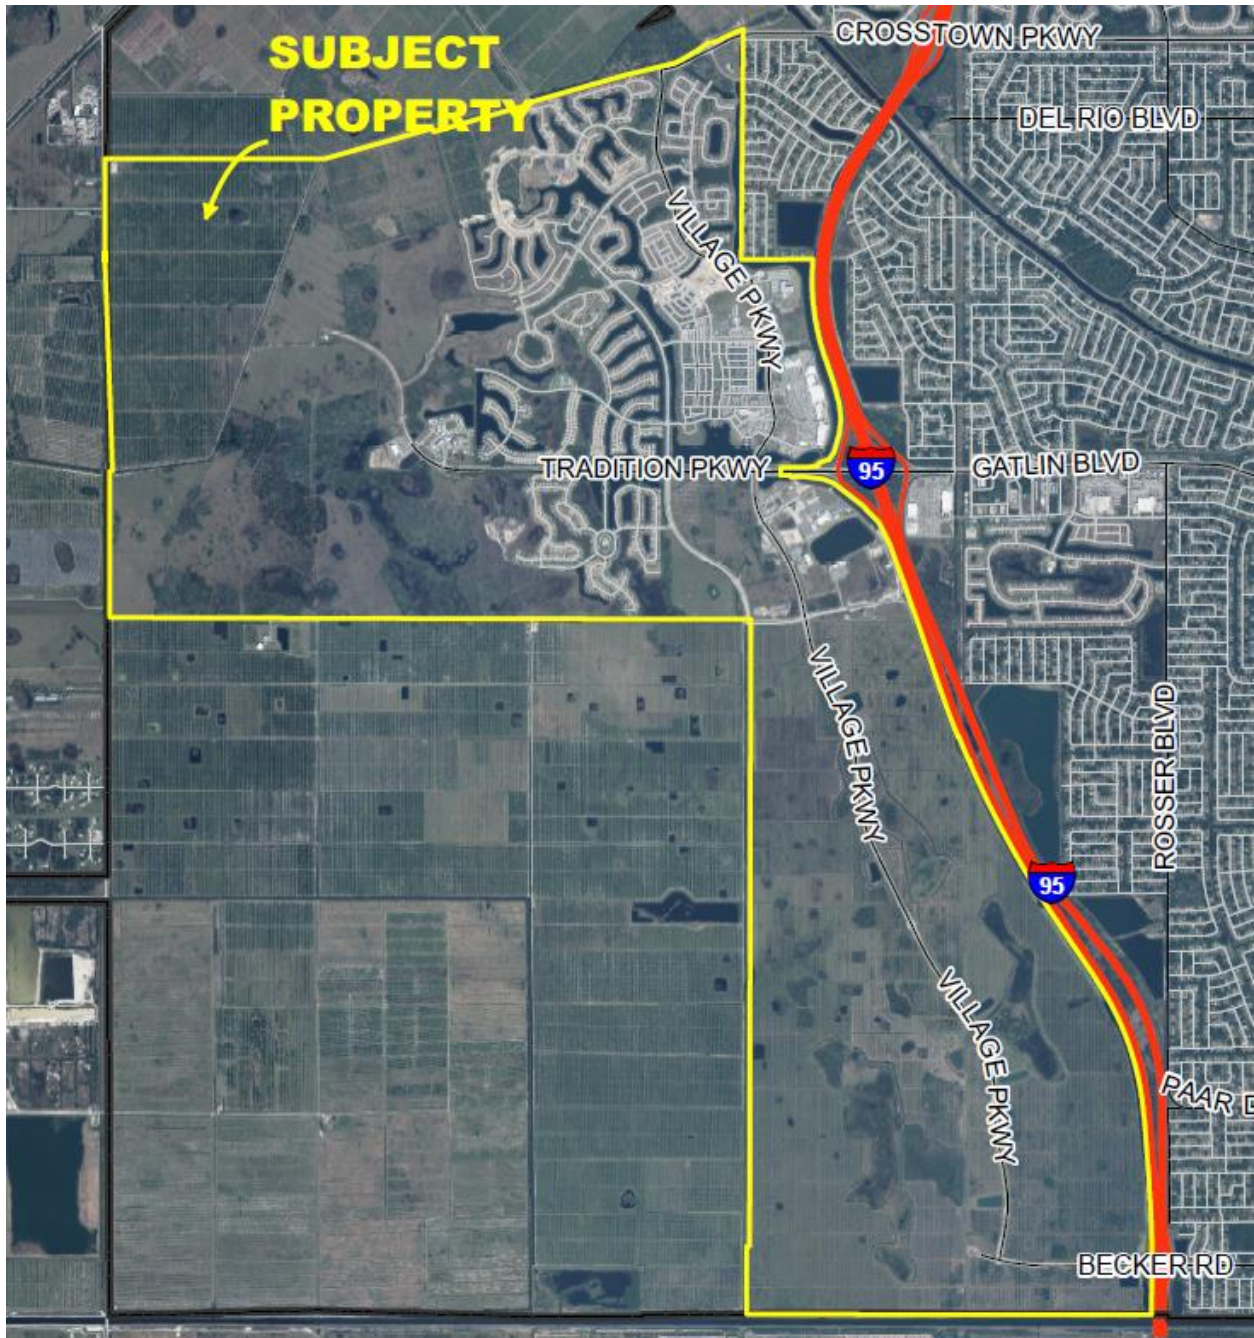 SUBJECT
PROPERTY
CROSSTOWN PKWY
DEL RIO BLVD
VILLAGE PKWY
TRADITION PKWY
95
GATLIN BLVD
VILLAGE PKWY
ROSSER BLVD
95
VILLAGE PKWY
PAAR D
BECKER RD